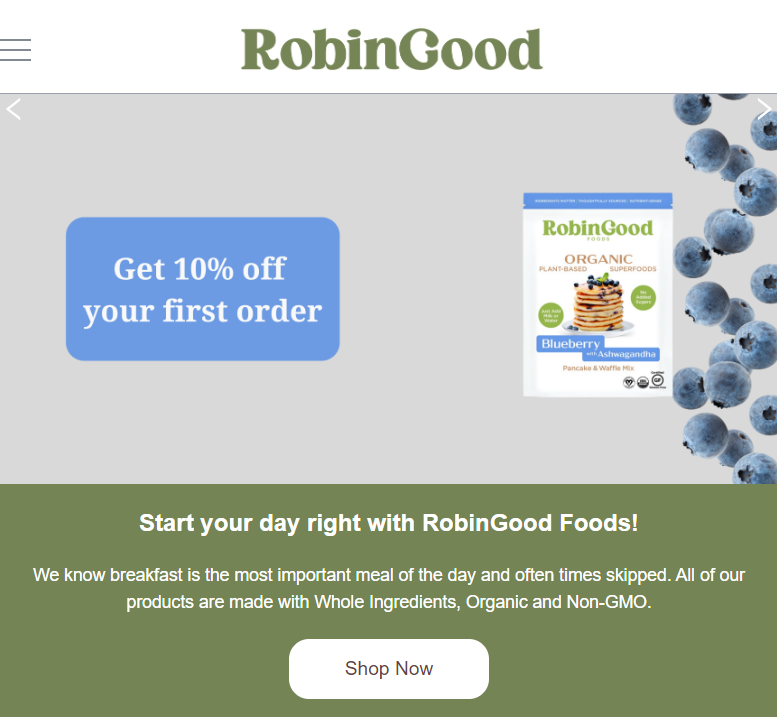 RobinGood
Get 10% off
your first order
RobinGood
FOODS
ORGANIC
PLANT-BASED SUPERFOODS
No
Added
Sugars
Just Add
Milk or
Water
Blueberry
with Ashwagandha
Pancake & Waffle Mix
Start your day right with RobinGood Foods!
We know breakfast is the most important meal of the day and often times skipped. All of our
products are made with Whole Ingredients, Organic and Non-GMO.
Shop Now